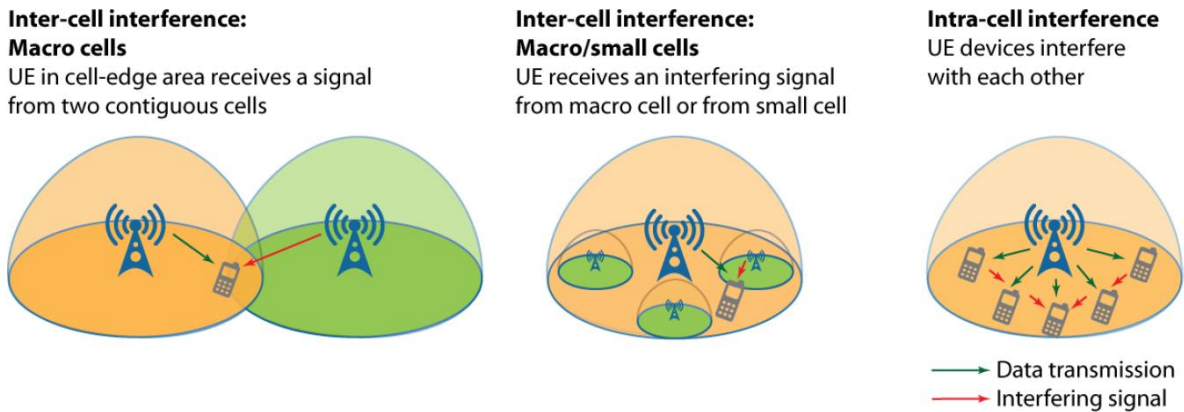 Inter-cell interference:
Macro cells
UE in cell-edge area receives a signal
from two contiguous cells
Inter-cell interference:
Macro/small cells
UE receives an interfering signal
from macro cell or from small cell
Intra-cell interference
UE devices interfere
with each other
Data transmission
Interfering signal